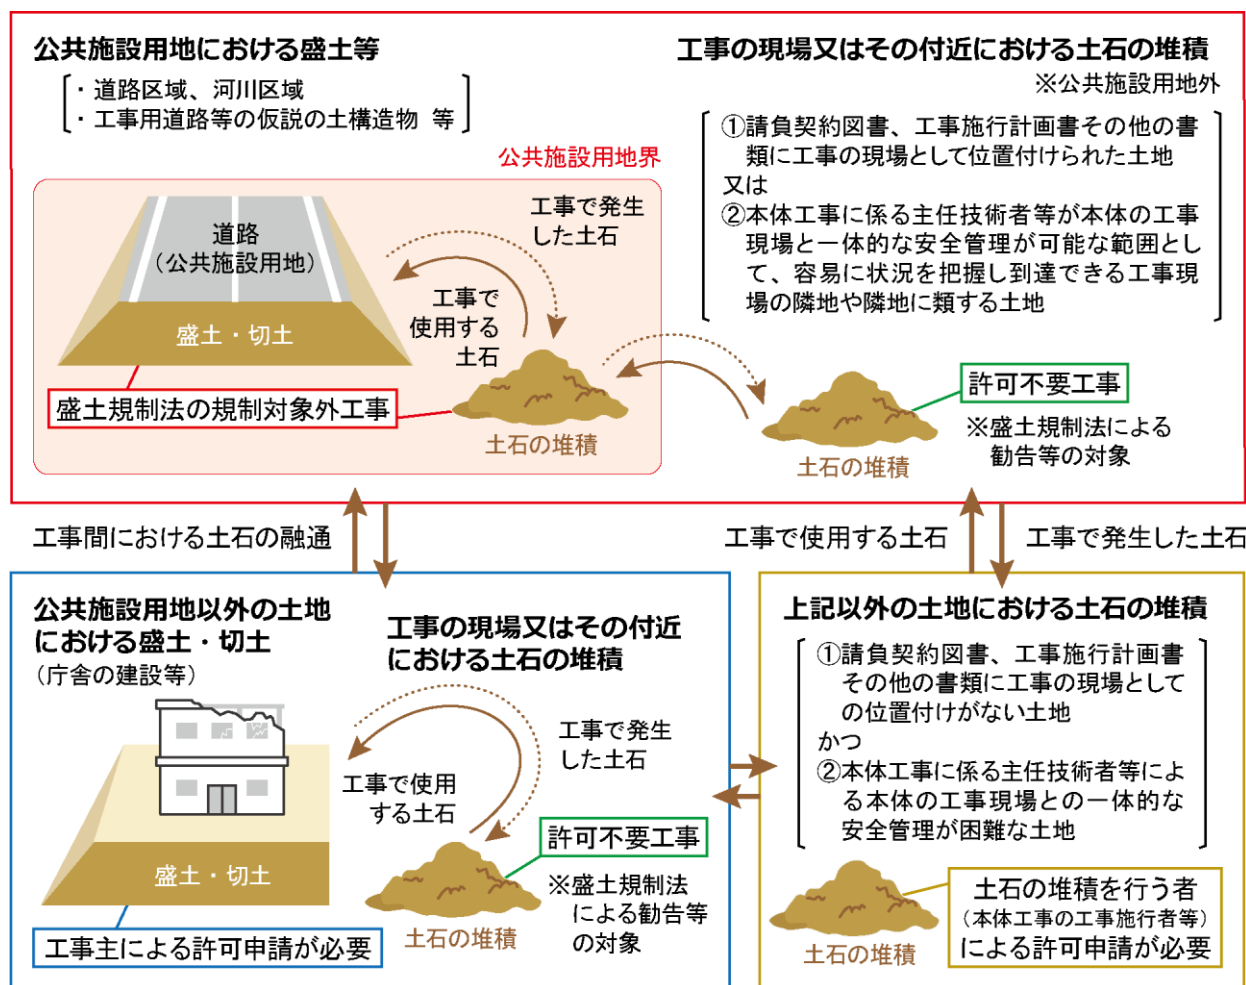 公共施設用地における盛土等
・道路区域、河川区域
・工事用道路等の仮説の土構造物 等
公共施設用地界
道路
（公共施設用地）
盛土・切土
工事で発生
した土石
工事で
使用する
土石
盛土規制法の規制対象外工事
土石の堆積
工事の現場又はその付近における土石の堆積
※公共施設用地外
①請負契約図書、工事施行計画書その他の書
類に工事の現場として位置付けられた土地
又は
②本体工事に係る主任技術者等が本体の工事
現場と一体的な安全管理が可能な範囲とし
て、容易に状況を把握し到達できる工事現
場の隣地や隣地に類する土地
許可不要工事
※盛土規制法による
勧告等の対象
土石の堆積
工事間における土石の融通
工事で使用する土石
工事で発生した土石
公共施設用地以外の土地
における盛土・切土
（庁舎の建設等）
工事の現場又はその付近
における土石の堆積
工事で発生
した土石
工事で使用
する土石
盛土・切土
許可不要工事
※盛土規制法
による勧告等
の対象
土石の堆積
工事主による許可申請が必要
上記以外の土地における土石の堆積
①請負契約図書、工事施行計画書
その他の書類に工事の現場として
の位置付けがない土地
かつ
②本体工事に係る主任技術者等によ
る本体の工事現場との一体的な
安全管理が困難な土地
土石の堆積を行う者
（本体工事の工事施行者等）
による許可申請が必要
土石の堆積